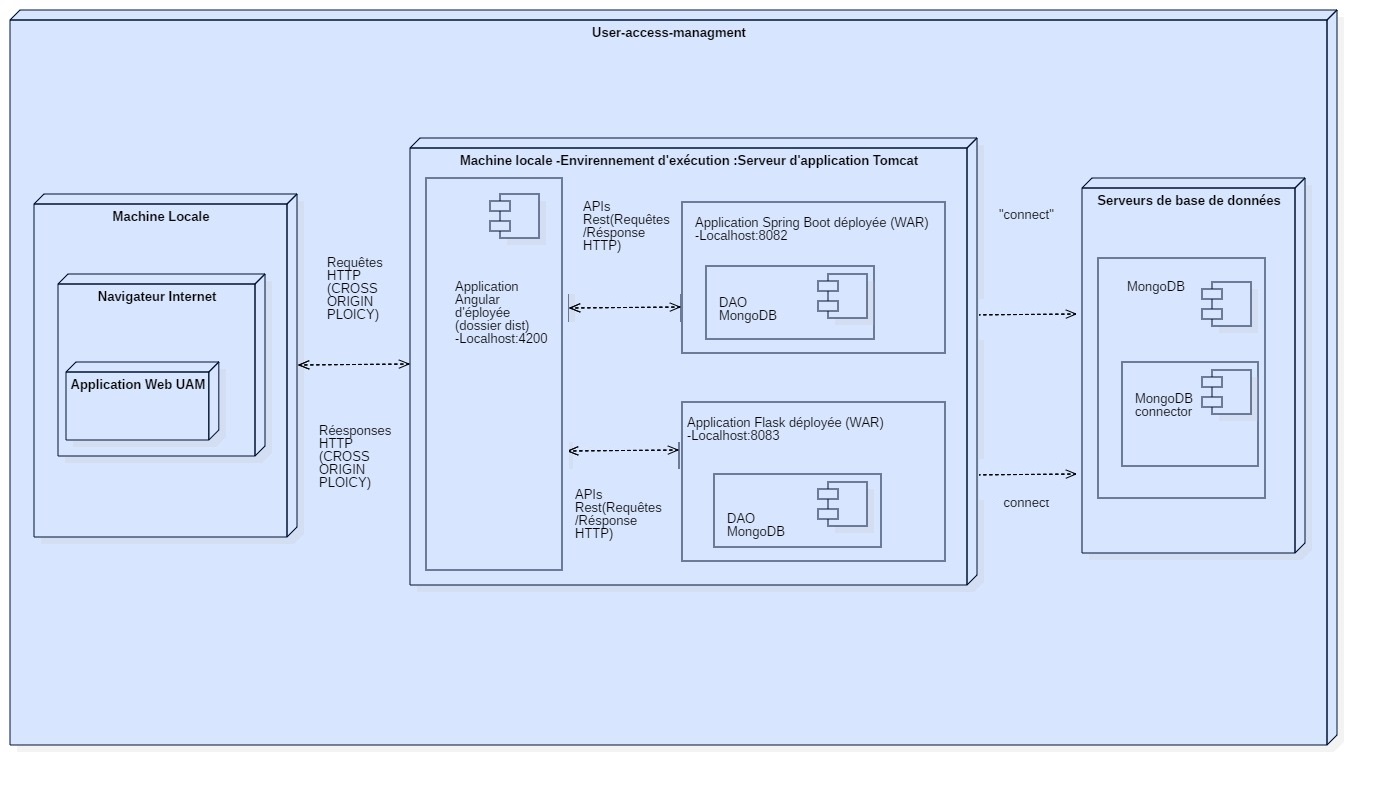 User-access-managment
Machine Locale
Navigateur Internet
Application Web UAM
Requêtes
HTTP
(CROSS
ORIGIN
PLOICY)
Réesponses
HTTP
(CROSS
ORIGIN
PLOICY)
Machine locale -Envirennement d'exécution :Serveur d'application Tomcat
Application
Angular
d'éployée
(dossier dist)
-Localhost:4200
APIs
Rest(Requêtes
/Résponse
HTTP)
Application Spring Boot déployée (WAR)
-Localhost:8082
DAO
MongoDB
APIs
Rest(Requêtes
/Résponse
HTTP)
Application Flask déployée (WAR)
-Localhost:8083
DAO
MongoDB
"connect"
connect
Serveurs de base de données
MongoDB
MongoDB
connector